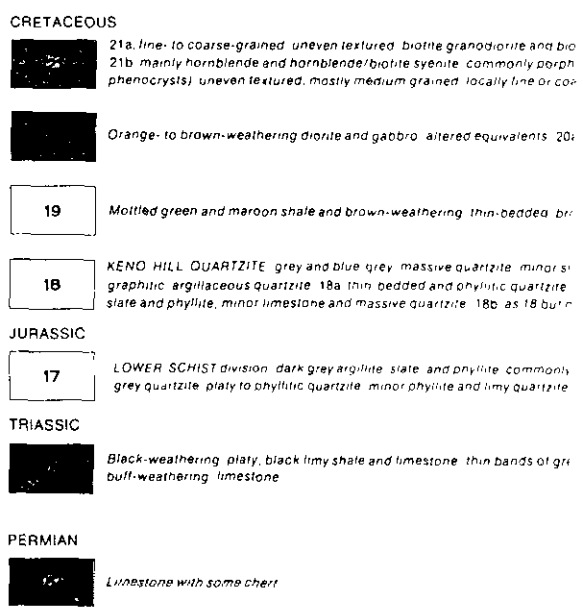 CRETACEOUS
21a, fine- to coarse-grained uneven textured biotite granodiorite and bio
21b mainly hornblende and hornblende/biotite syenite commonly porph
phenocrysts) uneven textured, mostly medium grained locally fine or coa
Orange- to brown-weathering diorite and gabbro altered equivalents 20a
19
Mottled green and maroon shale and brown-weathering thin-bedded br
18
KENO HILL QUARTZITE grey and blue grey massive quartzite minor s
graphitic argillaceous quartzite 18a thin bedded and phyllitic quartzite
slate and phyllite, minor limestone and massive quartzite 18b as 18 but
JURASSIC
17
LOWER SCHIST division dark grey argillite slate and phyllite commonly
grey quartzite platy to phyllitic quartzite minor phyllite and limy quartzite
TRIASSIC
Black-weathering platy, black limy shale and limestone thin bands of gre
buff-weathering limestone
PERMIAN
Limestone with some chert